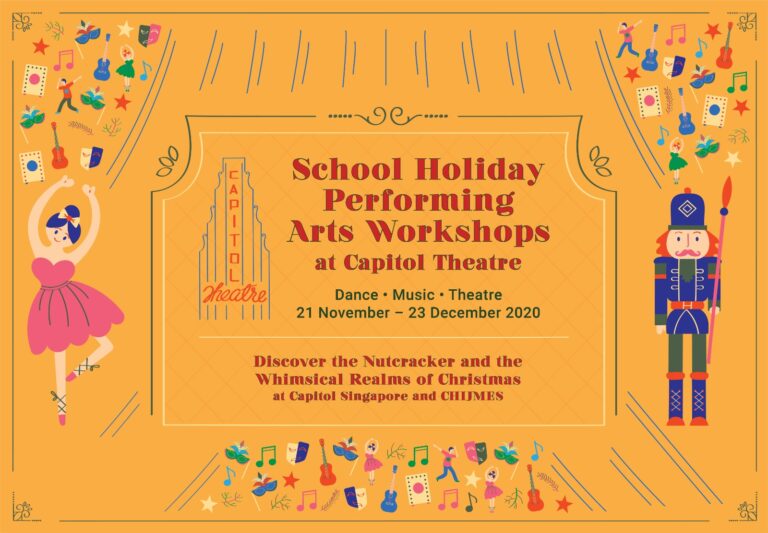 CAPITOL
Theatre
School Holiday
Performing
Arts Workshops
at Capitol Theatre
Dance • Music • Theatre
21 November – 23 December 2020
Discover the Nutcracker and the
Whimsical Realms of Christmas
at Capitol Singapore and CHIJMES